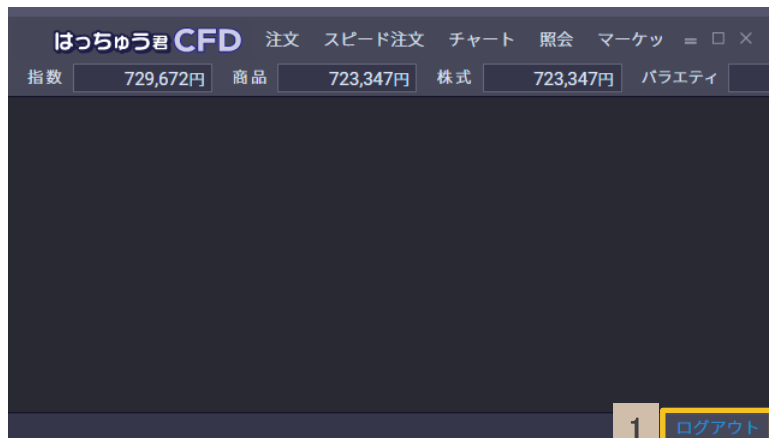 はっちゅう君CFD 注文 スピード注文 チャート 照会 マーケッ
指数 729,672円 商品 723,347円 株式 723,347円 バラエティ
1 ログアウト